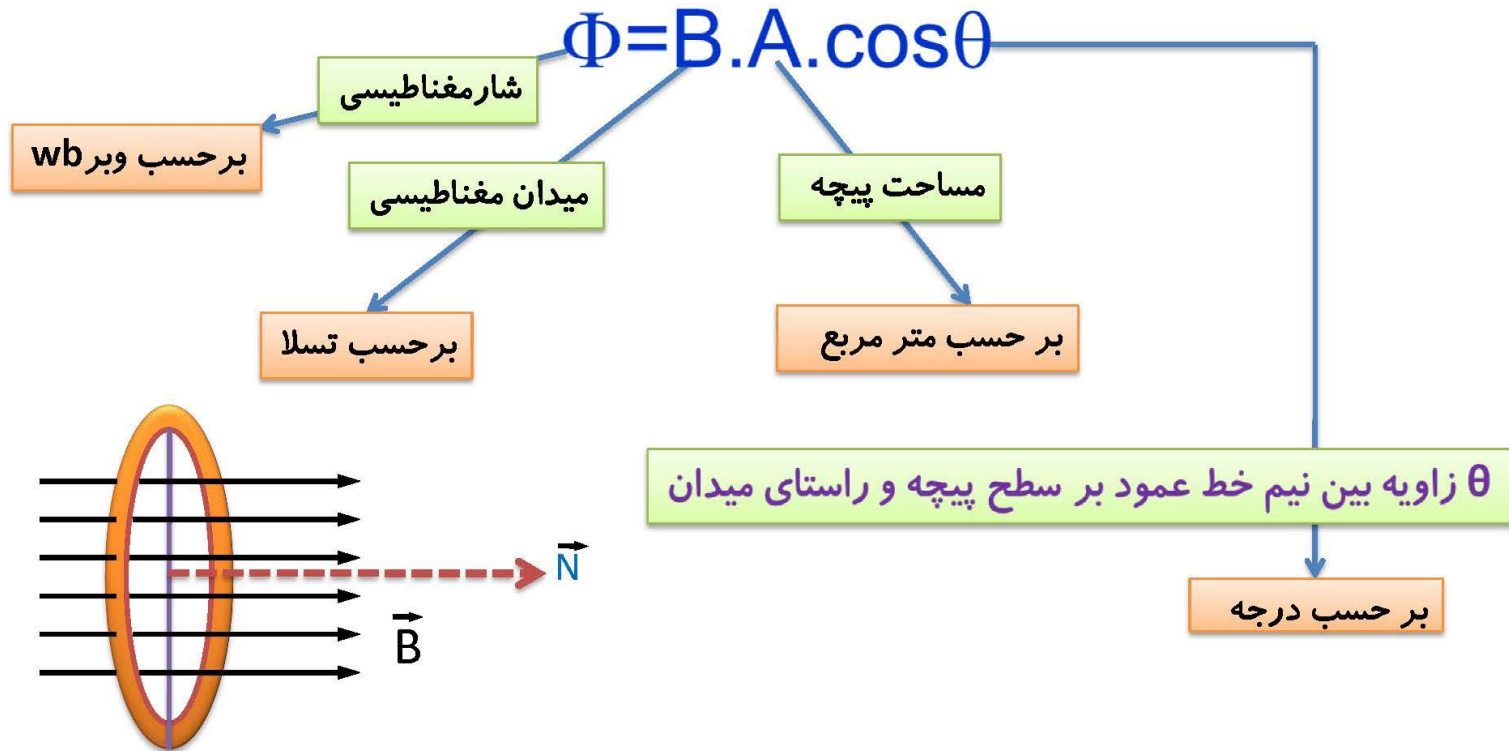 Φ=B.A.cosθ
شارمغناطیسی
برحسب وبرwb
میدان مغناطیسی
مساحت پیچه
برحسب تسلا
بر حسب متر مربع
θ زاویه بین نیم خط عمود بر سطح پیچه و راستای میدان
بر حسب درجه
N
B